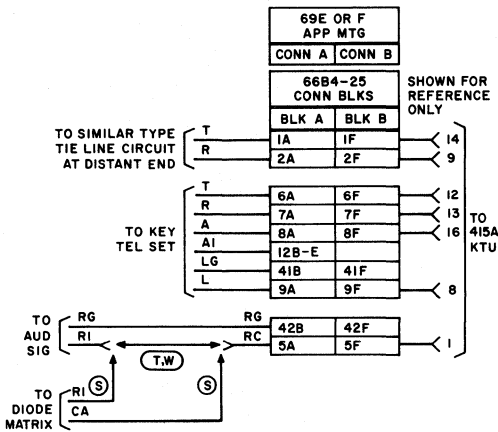 69E OR F
APP MTG
CONN A CONN B
66B4-25
CONN BLKS
SHOWN FOR
REFERENCE
ONLY
BLK A BLK B
TO SIMILAR TYPE
TIE LINE CIRCUIT
AT DISTANT END
T 1A 1F 14
R 2A 2F 9
TO KEY
TEL SET
T 6A 6F 12
R 7A 7F 13
A 8A 8F 16
A1 12B-E
LG 41B 41F
L 9A 9F 8
TO
415A
KTU
TO
AUD
SIG
RG RG 42B 42F
R1 RC 5A 5F 1
T,W
S S
TO
DIODE
MATRIX
R1
CA